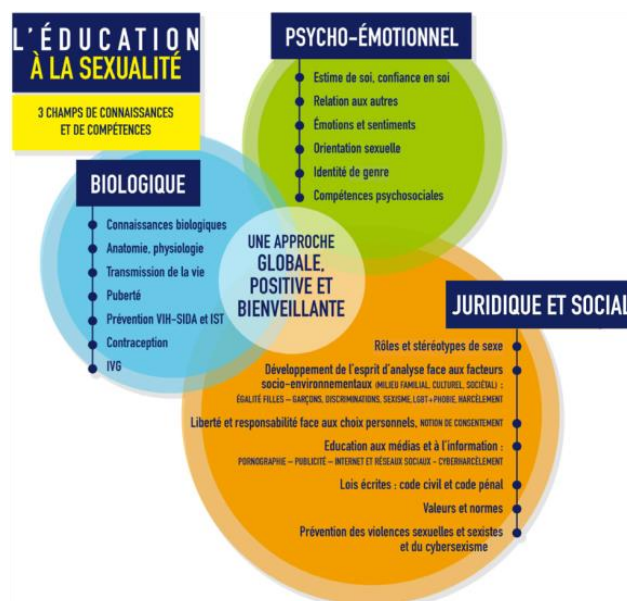 L'ÉDUCATION
À LA SEXUALITÉ
3 CHAMPS DE CONNAISSANCES
ET DE COMPÉTENCES
PSYCHO-ÉMOTIONNEL
Estime de soi, confiance en soi
Relation aux autres
Émotions et sentiments
Orientation sexuelle
Identité de genre
Compétences psychosociales
BIOLOGIQUE
Connaissances biologiques
Anatomie, physiologie
Transmission de la vie
Puberté
Prévention VIH-SIDA et IST
Contraception
IVG
UNE APPROCHE
GLOBALE,
POSITIVE ET
BIENVEILLANTE
JURIDIQUE ET SOCIAL
Rôles et stéréotypes de sexe
Développement de l'esprit d'analyse face aux facteurs
socio-environnementaux (MILIEU FAMILIAL, CULTUREL, SOCIÉTAL) :
ÉGALITÉ FILLES – GARÇONS, DISCRIMINATIONS, SEXISME, LGBT+PHOBIE, HARCÈLEMENT
Liberté et responsabilité face aux choix personnels, NOTION DE CONSENTEMENT
Education aux médias et à l'information :
PORNOGRAPHIE – PUBLICITÉ – INTERNET ET RÉSEAUX SOCIAUX - CYBERHARCÈLEMENT
Lois écrites : code civil et code pénal
Valeurs et normes
Prévention des violences sexuelles et sexistes
et du cybersexisme